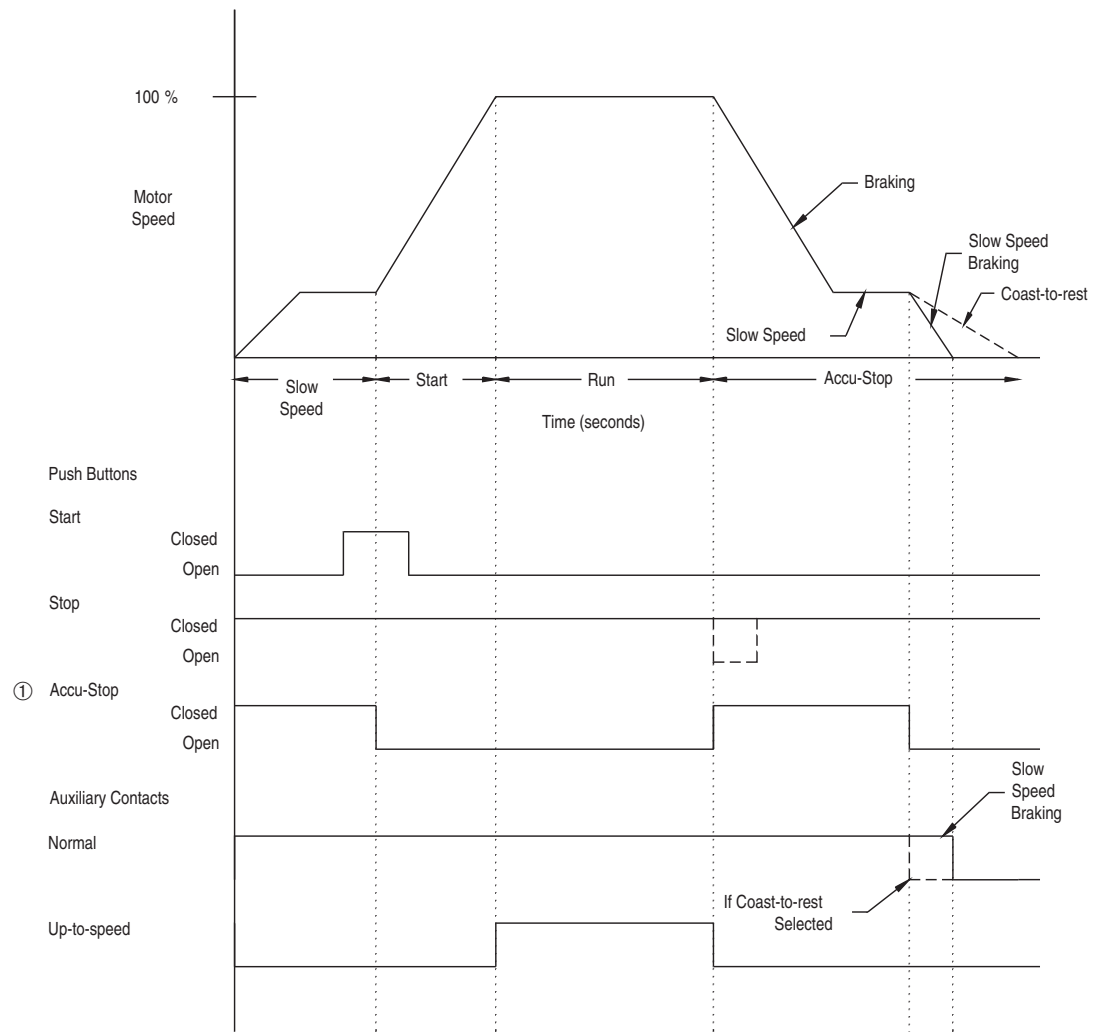 100 %
Motor
Speed
Braking
Slow Speed
Braking
Coast-to-rest
Slow Speed
Slow
Speed
Start
Run
Accu-Stop
Time (seconds)
Push Buttons
Start
Closed
Open
Stop
Closed
Open
① Accu-Stop
Closed
Open
Auxiliary Contacts
Slow
Speed
Braking
Normal
If Coast-to-rest
Selected
Up-to-speed